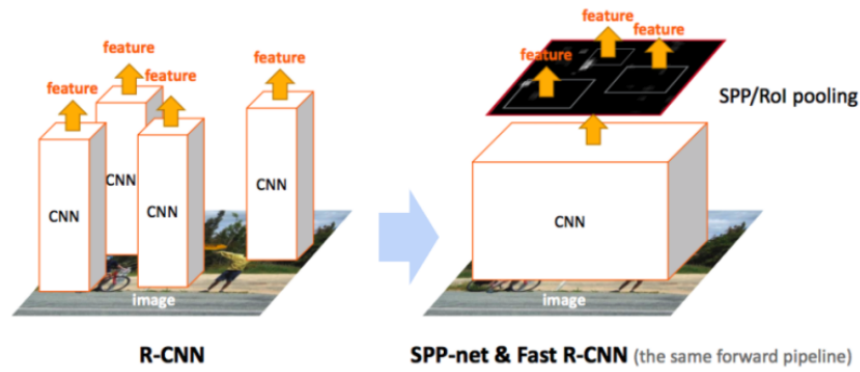 feature
feature
feature
feature
CNN
CNN
CNN
CNN
image
R-CNN
feature
feature
feature
SPP/RoI pooling
CNN
image
SPP-net & Fast R-CNN (the same forward pipeline)